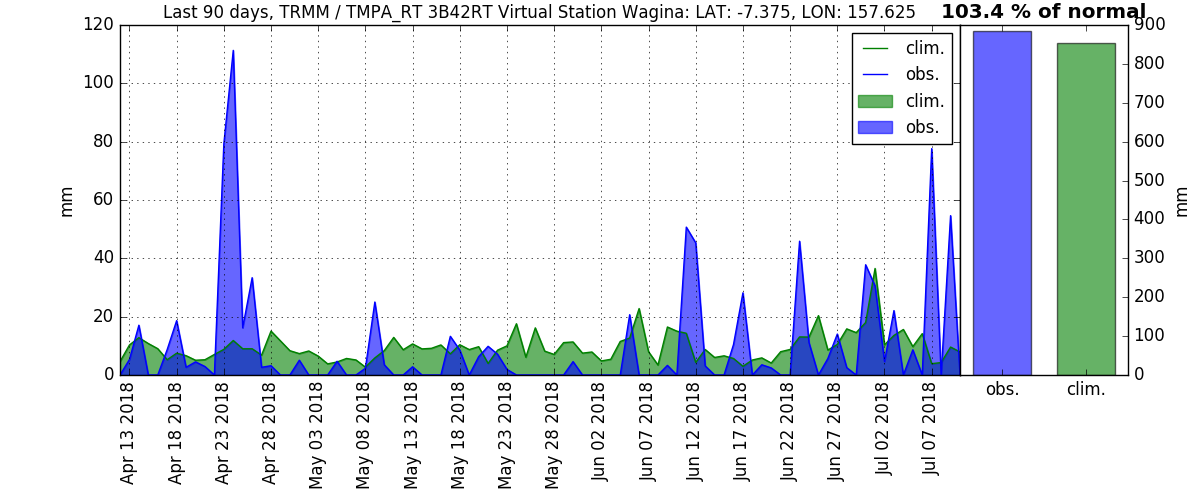 Last 90 days, TRMM / TMPA_RT 3B42RT Virtual Station Wagina: LAT: -7.375, LON: 157.625
103.4 % of normal
120
100
80
60
40
20
0
mm
clim.
obs.
clim.
obs.
900
800
700
600
500
400
300
200
100
0
mm
obs.
clim.
Apr 13 2018
Apr 18 2018
Apr 23 2018
Apr 28 2018
May 03 2018
May 08 2018
May 13 2018
May 18 2018
May 23 2018
May 28 2018
Jun 02 2018
Jun 07 2018
Jun 12 2018
Jun 17 2018
Jun 22 2018
Jun 27 2018
Jul 02 2018
Jul 07 2018